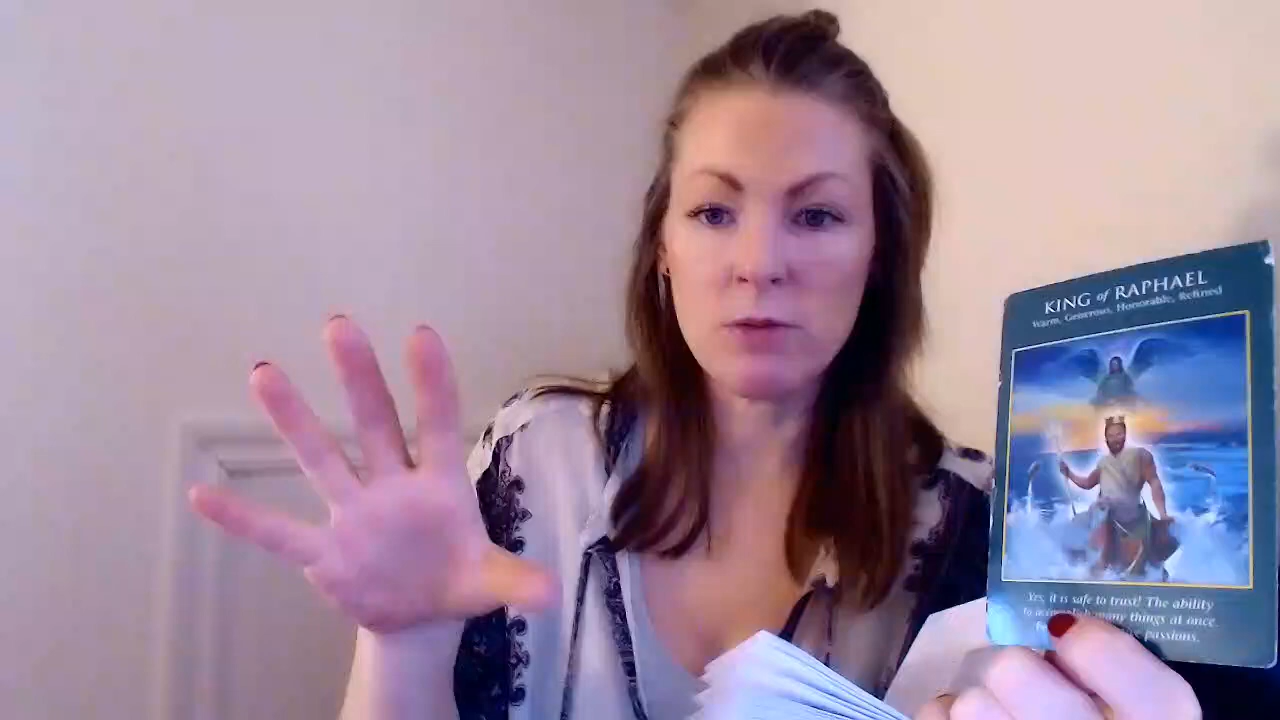 KING of RAPHAEL
Warm, Generous, Honorable, Refined
Yes, it is safe to trust! The ability
to accomplish many things at once.
passions.